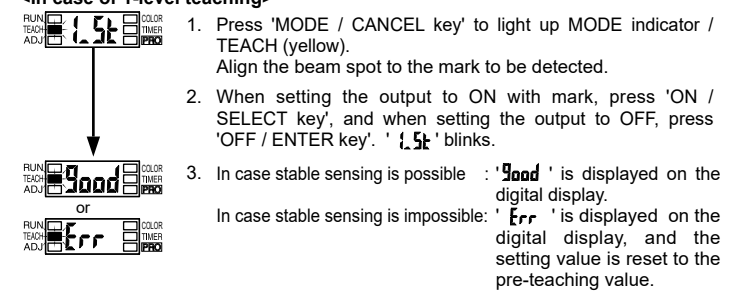 <In case of 1-level teaching>
RUN
TEACH
ADJ
1_St
COLOR
TIMER
PRO
1. Press 'MODE / CANCEL key' to light up MODE indicator /
TEACH (yellow).
Align the beam spot to the mark to be detected.
2. When setting the output to ON with mark, press 'ON /
SELECT key', and when setting the output to OFF, press
'OFF / ENTER key'. ' 1_St ' blinks.
RUN
TEACH
ADJ
good
COLOR
TIMER
PRO
or
RUN
TEACH
ADJ
Err
COLOR
TIMER
PRO
3. In case stable sensing is possible : ' good ' is displayed on the
digital display.
In case stable sensing is impossible: ' Err ' is displayed on the
digital display, and the
setting value is reset to the
pre-teaching value.